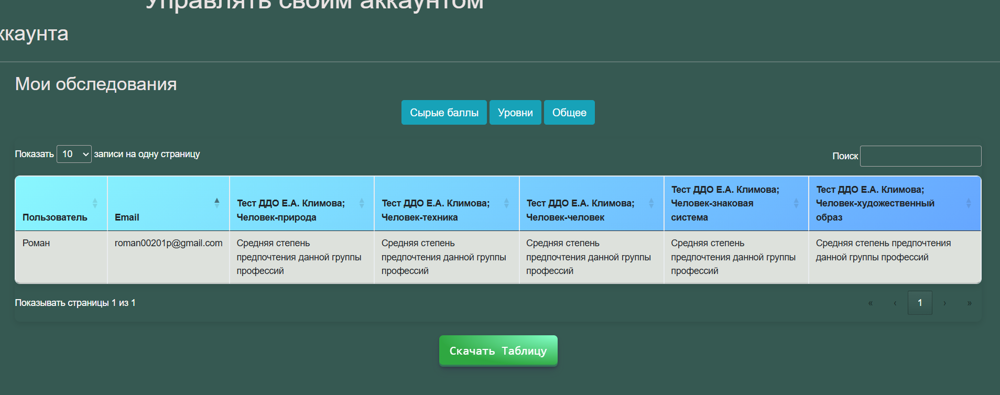 Управлять своим аккаунтом
ккаунта
Мои обследования
Сырые баллы Уровни Общее
Показать 10 записи на одну страницу
Поиск
Пользователь
Email
Тест ДДО Е.А. Климова;
Человек-природа
Тест ДДО Е.А. Климова;
Человек-техника
Тест ДДО Е.А. Климова;
Человек-человек
Тест ДДО Е.А. Климова;
Человек-знаковая
система
Тест ДДО Е.А. Климова;
Человек-художественный
образ
Роман
roman00201p@gmail.com
Средняя степень
предпочтения данной группы
профессий
Средняя степень
предпочтения данной группы
профессий
Средняя степень
предпочтения данной группы
профессий
Средняя степень
предпочтения данной группы
профессий
Средняя степень предпочтения
данной группы профессий
Показывать страницы 1 из 1
« ‹ 1 › »
Скачать Таблицу